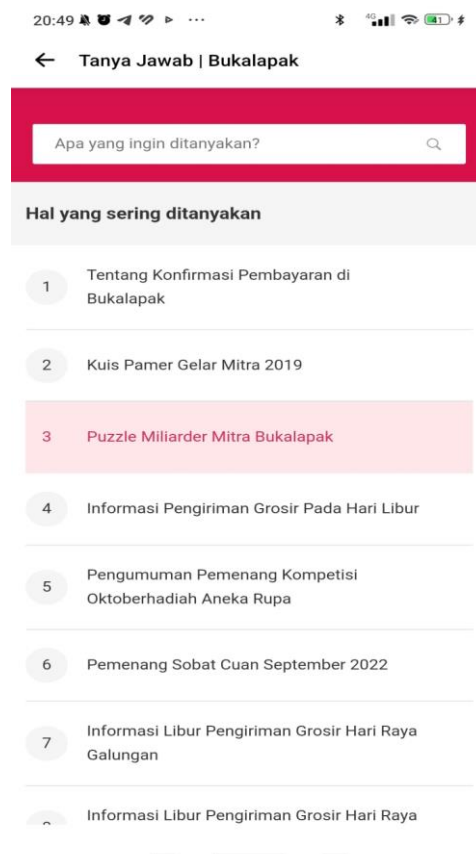 20:49
4G
41
Tanya Jawab | Bukalapak
Apa yang ingin ditanyakan?
Hal yang sering ditanyakan
1
Tentang Konfirmasi Pembayaran di
Bukalapak
2
Kuis Pamer Gelar Mitra 2019
3
Puzzle Miliarder Mitra Bukalapak
4
Informasi Pengiriman Grosir Pada Hari Libur
5
Pengumuman Pemenang Kompetisi
Oktoberhadiah Aneka Rupa
6
Pemenang Sobat Cuan September 2022
7
Informasi Libur Pengiriman Grosir Hari Raya
Galungan
Informasi Libur Pengiriman Grosir Hari Raya